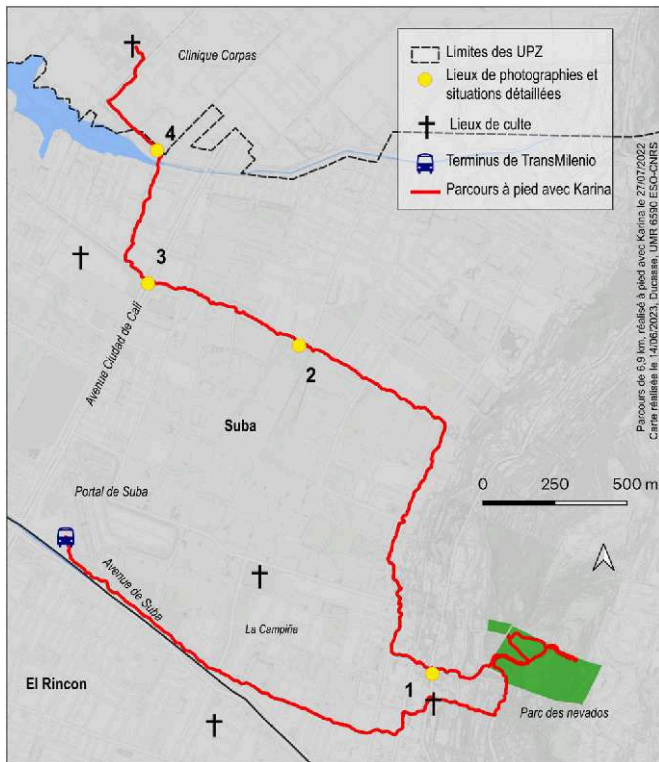 Clinique Corpas
Limites des UPZ
Lieux de photographies et
situations détaillées
Lieux de culte
Terminus de TransMilenio
Parcours à pied avec Karina
Parcours de 6,9 km, réalisé à pied avec Karina le 27/07/2022
Carte réalisée le 14/06/2023, Ducasse, UMR 6590 ESO-CNRS
4
3
Avenue Ciudad de Cali
2
Suba
0 250 500 m
Portal de Suba
Avenue de Suba
La Campiña
El Rincon
1
Parc des nevados